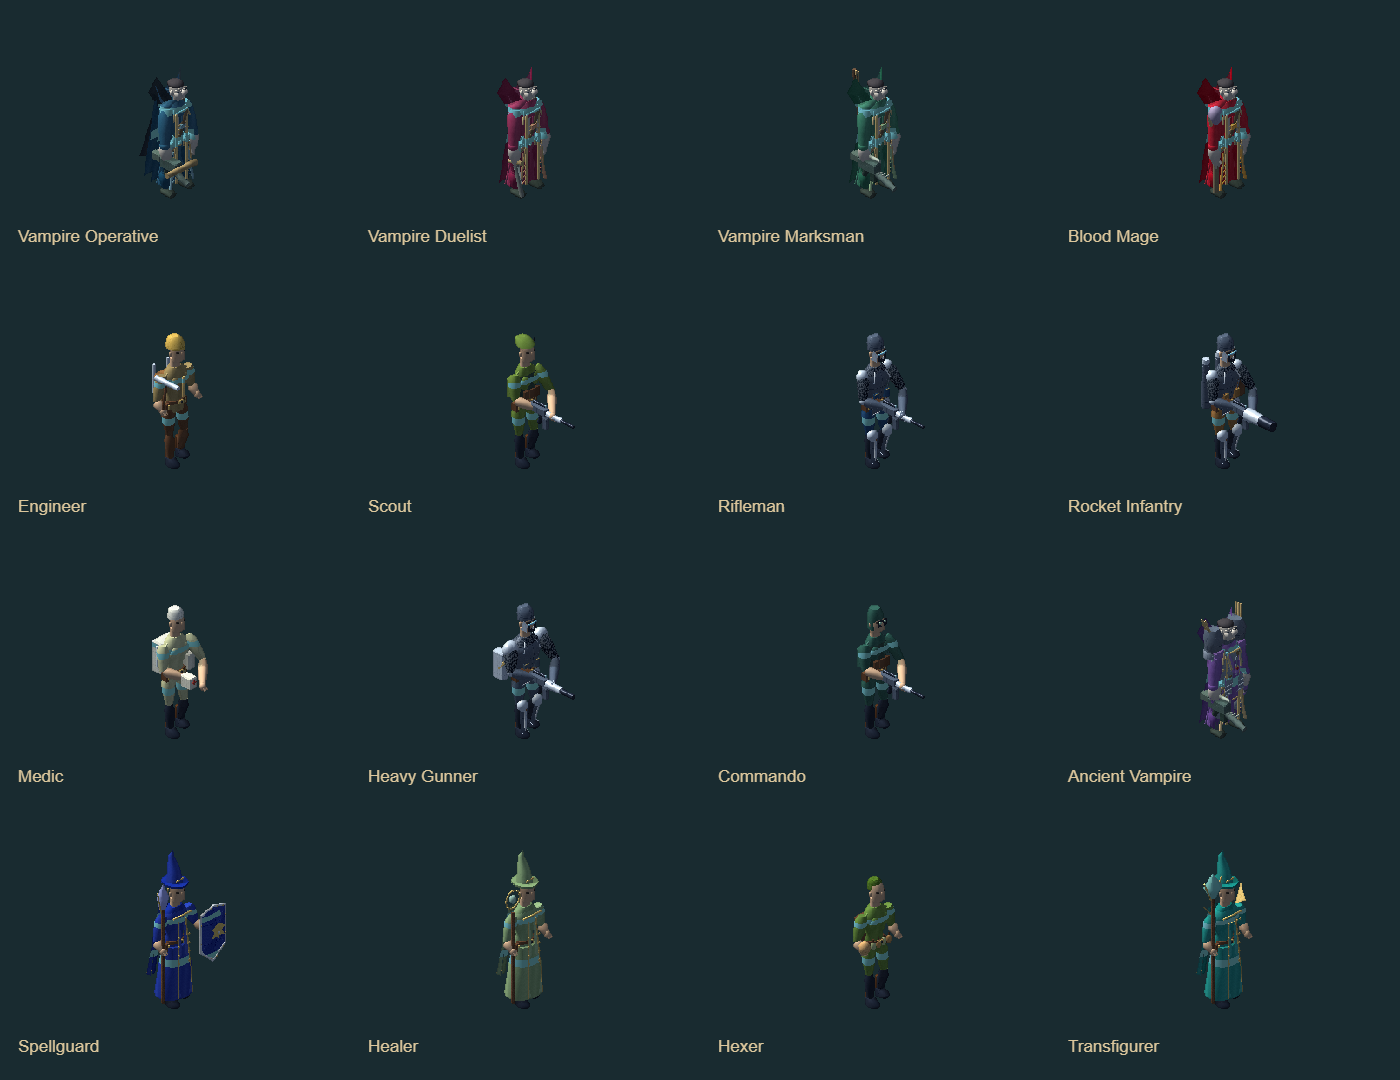 Vampire Operative
Vampire Duelist
Vampire Marksman
Blood Mage
Engineer
Scout
Rifleman
Rocket Infantry
Medic
Heavy Gunner
Commando
Ancient Vampire
Spellguard
Healer
Hexer
Transfigurer